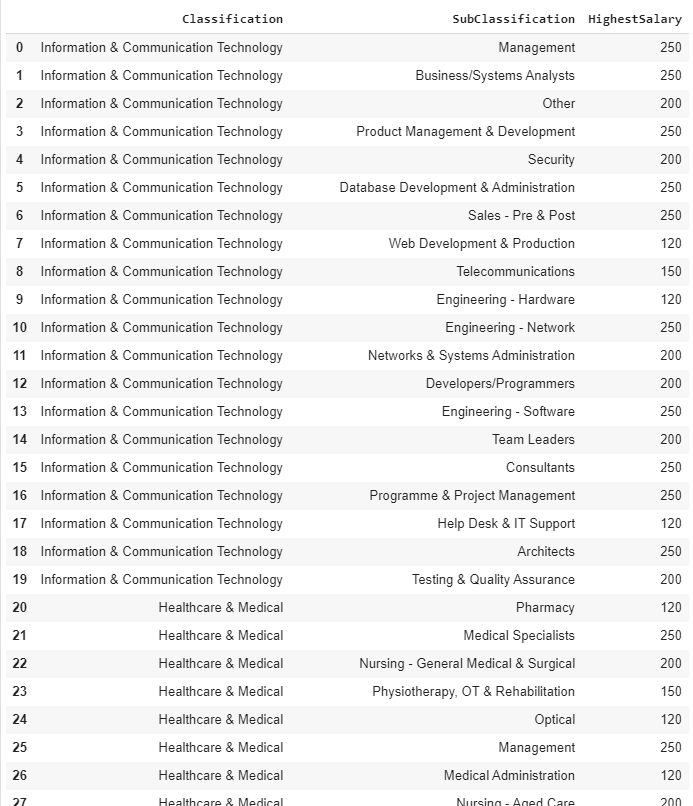 Classification SubClassification HighestSalary
0 Information & Communication Technology Management 250
1 Information & Communication Technology Business/Systems Analysts 250
2 Information & Communication Technology Other 200
3 Information & Communication Technology Product Management & Development 250
4 Information & Communication Technology Security 200
5 Information & Communication Technology Database Development & Administration 250
6 Information & Communication Technology Sales - Pre & Post 250
7 Information & Communication Technology Web Development & Production 120
8 Information & Communication Technology Telecommunications 150
9 Information & Communication Technology Engineering - Hardware 120
10 Information & Communication Technology Engineering - Network 250
11 Information & Communication Technology Networks & Systems Administration 200
12 Information & Communication Technology Developers/Programmers 200
13 Information & Communication Technology Engineering - Software 250
14 Information & Communication Technology Team Leaders 200
15 Information & Communication Technology Consultants 250
16 Information & Communication Technology Programme & Project Management 250
17 Information & Communication Technology Help Desk & IT Support 120
18 Information & Communication Technology Architects 250
19 Information & Communication Technology Testing & Quality Assurance 200
20 Healthcare & Medical Pharmacy 120
21 Healthcare & Medical Medical Specialists 250
22 Healthcare & Medical Nursing - General Medical & Surgical 200
23 Healthcare & Medical Physiotherapy, OT & Rehabilitation 150
24 Healthcare & Medical Optical 120
25 Healthcare & Medical Management 250
26 Healthcare & Medical Medical Administration 120
27 Healthcare & Medical Nursing - Aged Care 200